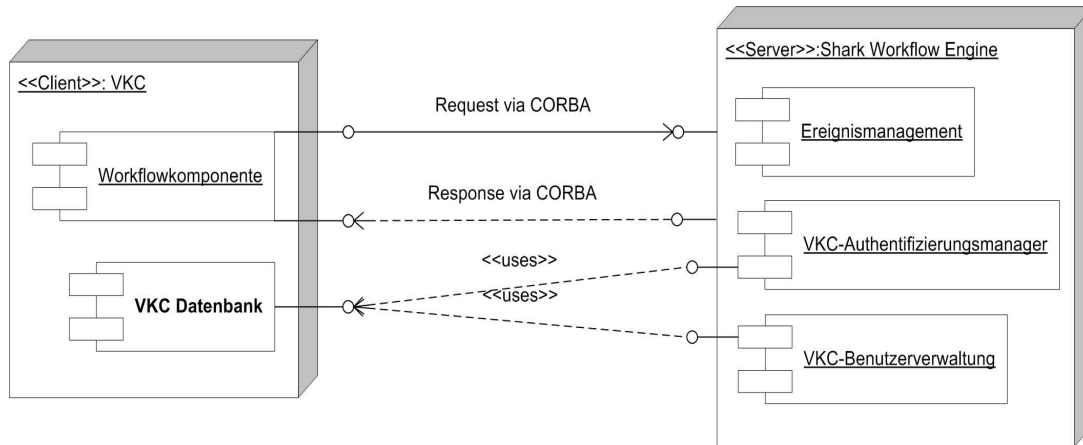 <<Client>>: VKC
Workflowkomponente
VKC Datenbank
Request via CORBA
Response via CORBA
<<uses>>
<<uses>>
<<Server>>:Shark Workflow Engine
Ereignismanagement
VKC-Authentifizierungsmanager
VKC-Benutzerverwaltung